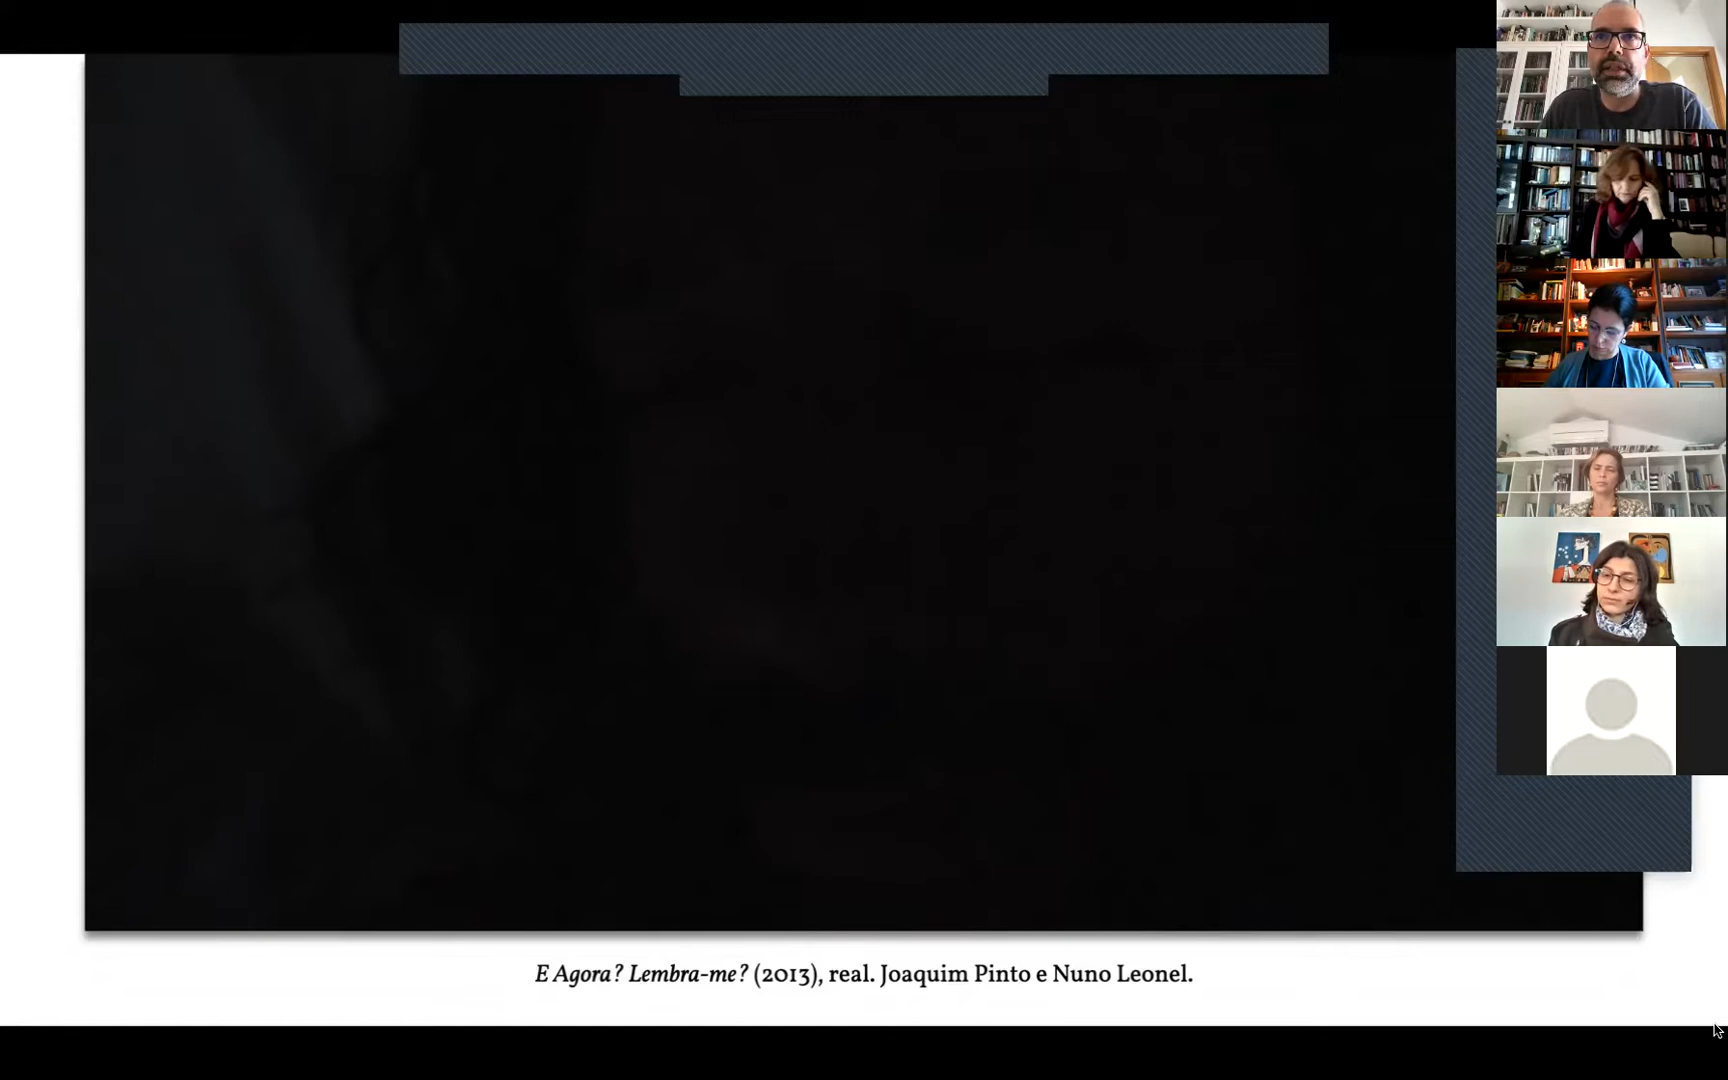 E Agora? Lembra-me? (2013), real. Joaquim Pinto e Nuno Leonel.